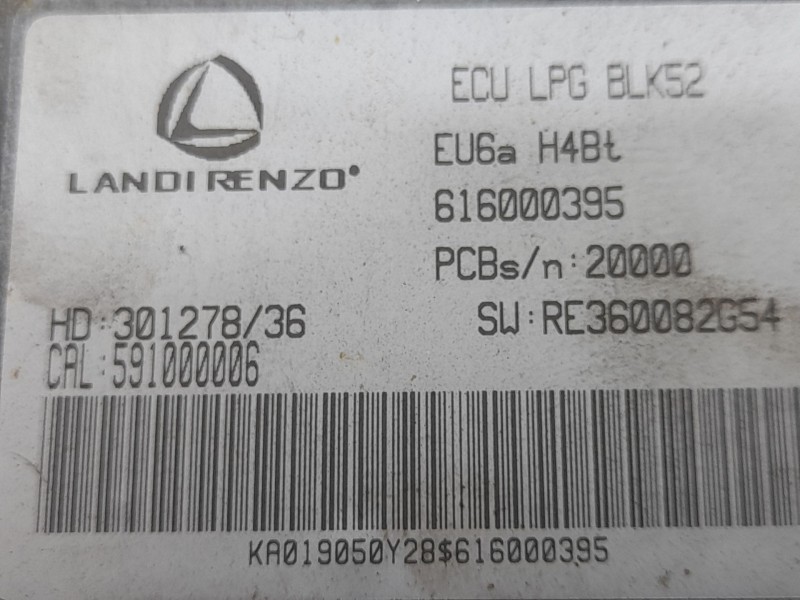 LANDIRENZO®
ECU LPG BLK52
EU6a H4Bt
616000395
PCBs/n:20000
HD:301278/36
SW:RE360082G54
CAL:591000006
KA019050Y28$616000395